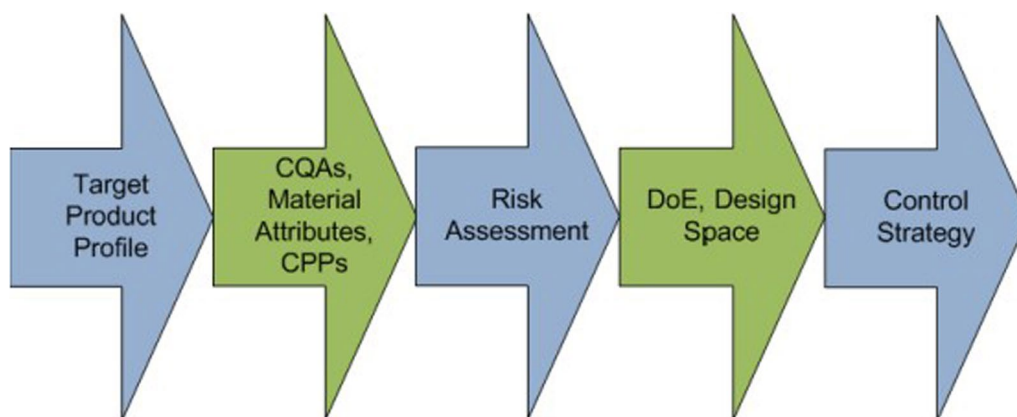 Target
Product
Profile
CQAs,
Material
Attributes,
CPPs
Risk
Assessment
DoE, Design
Space
Control
Strategy